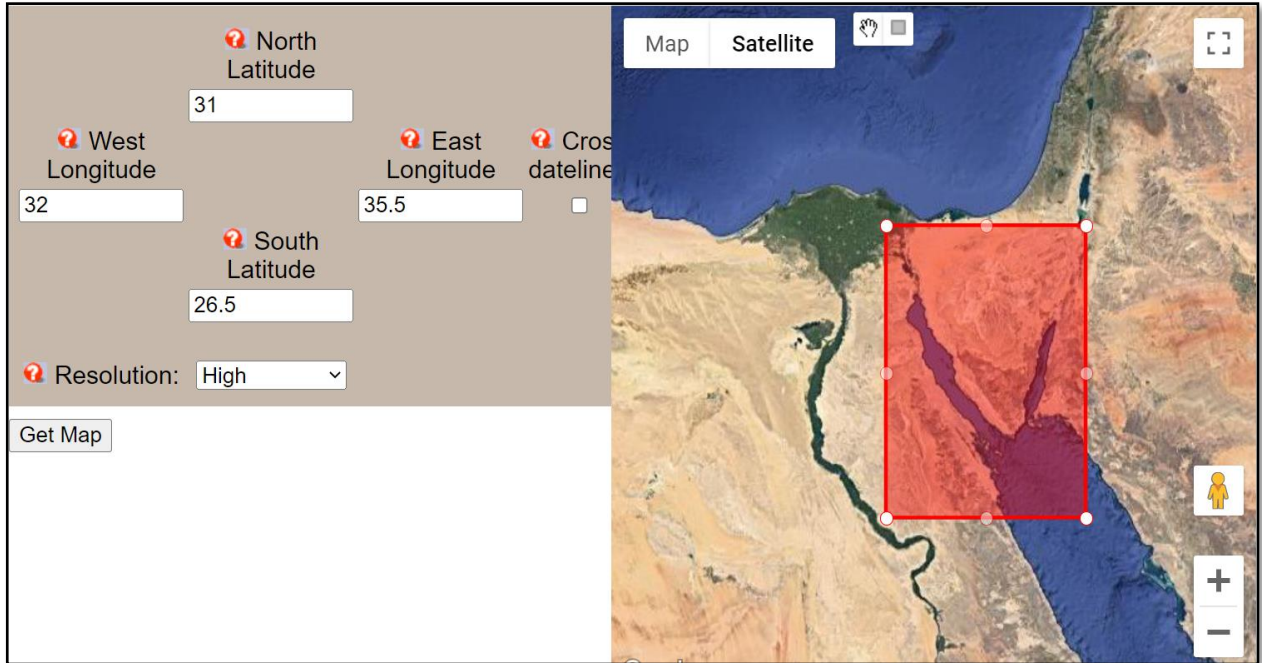 North
Latitude
31
West
Longitude
32
East
Longitude
35.5
Cros
dateline
South
Latitude
26.5
Resolution:
High
Get Map
Map
Satellite